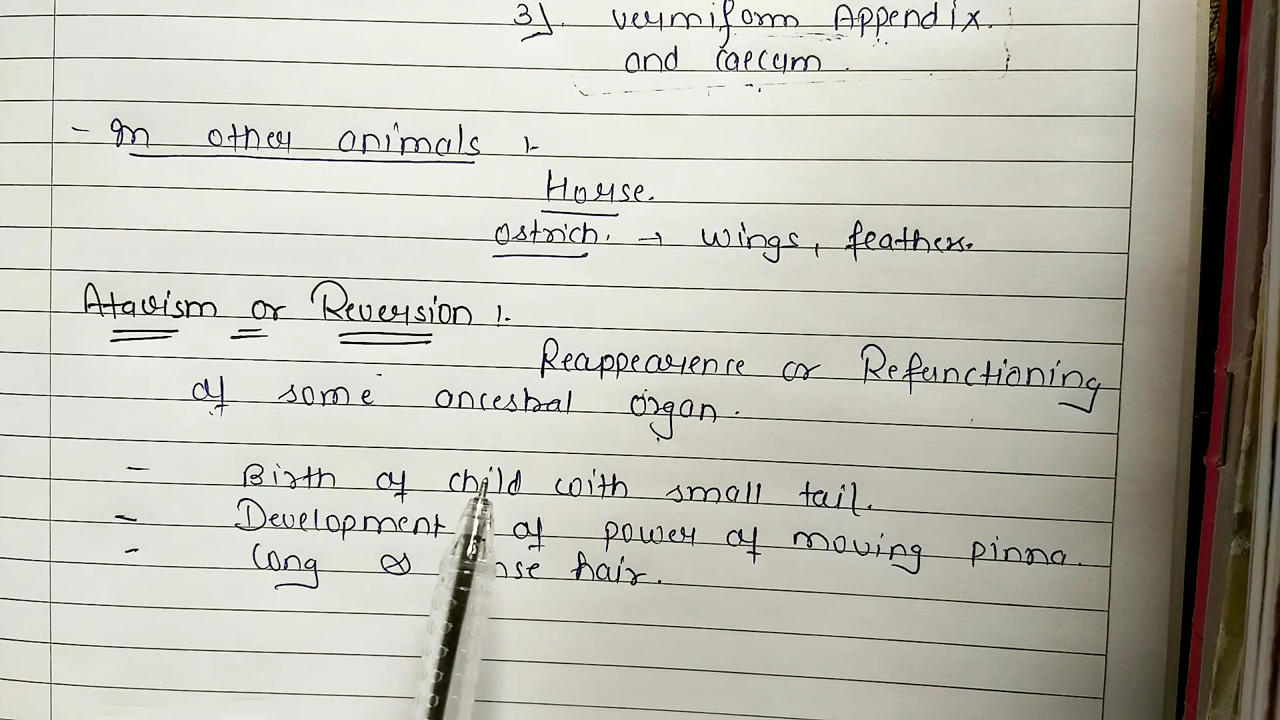 3). Vermiform Appendix.
and Caecum.
- In other animals :-
Horse.
Ostrich. → wings, feathers.
Atavism or Reversion :-
Reappearence or Refunctioning
of some ancestral organ.
- Birth of child with small tail.
- Development of power of moving pinna.
- Long & hair.